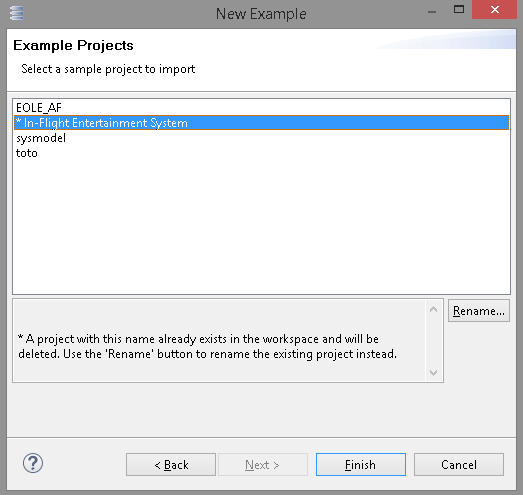 New Example
Example Projects
Select a sample project to import
EOLE_AF
* In-Flight Entertainment System
sysmodel
toto
* A project with this name already exists in the workspace and will be
deleted. Use the 'Rename' button to rename the existing project instead.
Rename...
?
< Back
Next >
Finish
Cancel